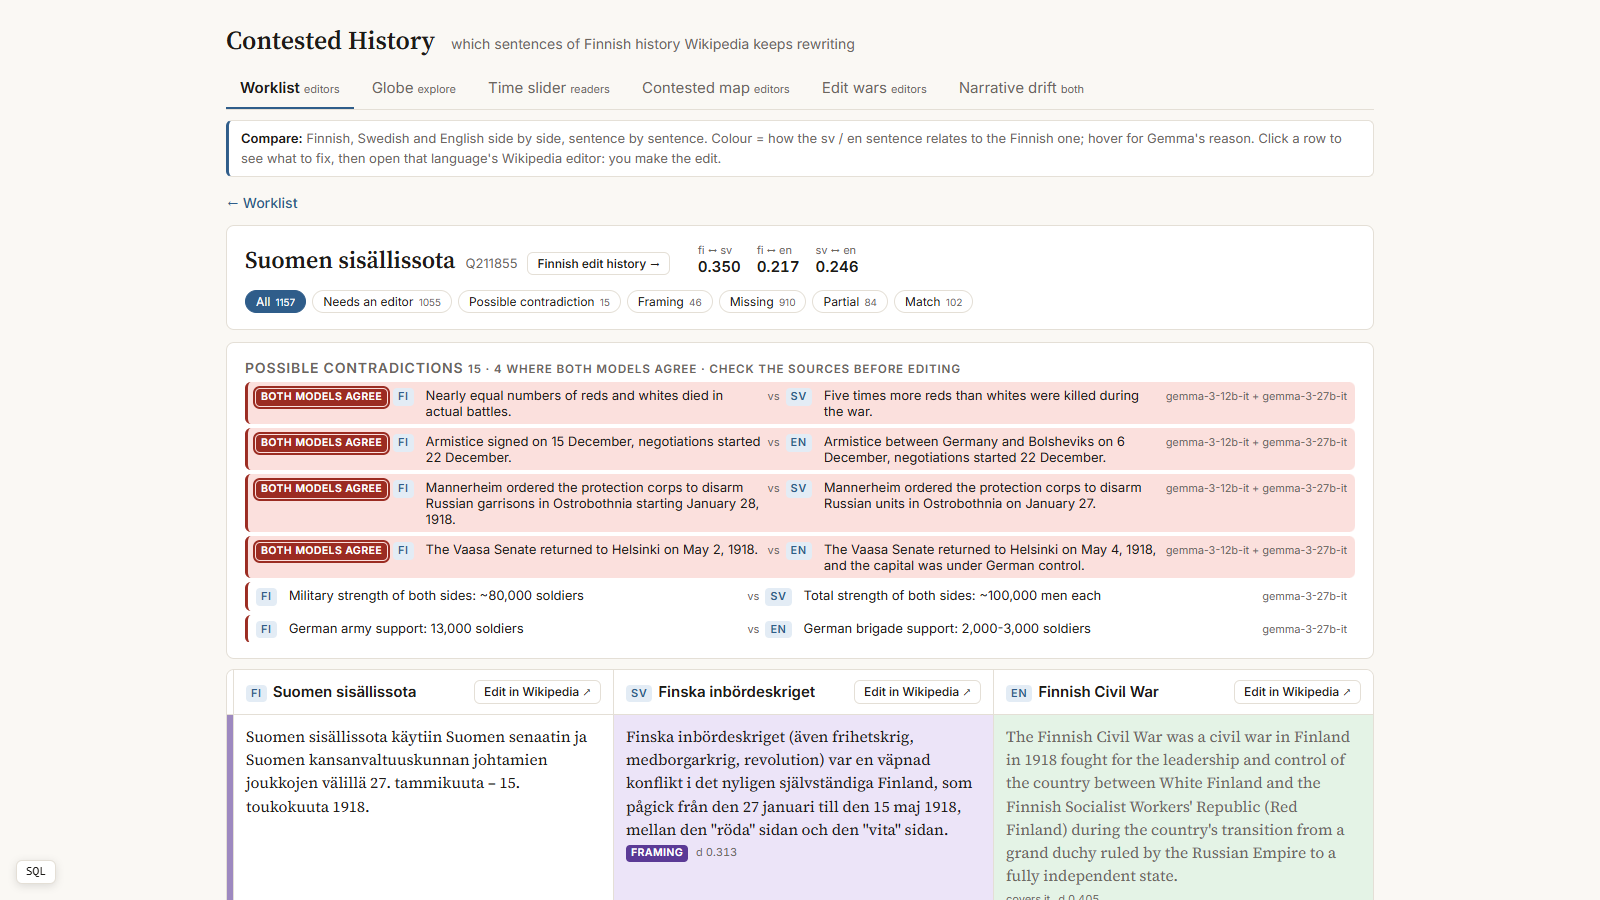 Contested History which sentences of Finnish history Wikipedia keeps rewriting
Worklist editors Globe explore Time slider readers Contested map editors Edit wars editors Narrative drift both
Compare: Finnish, Swedish and English side by side, sentence by sentence. Colour = how the sv / en sentence relates to the Finnish one; hover for Gemma's reason. Click a row to
see what to fix, then open that language's Wikipedia editor: you make the edit.
← Worklist
fi ↔ sv fi ↔ en sv ↔ en
Suomen sisällissota Q211855 Finnish edit history → 0.350 0.217 0.246
All 1157 Needs an editor 1055 Possible contradiction 15 Framing 46 Missing 910 Partial 84 Match 102
POSSIBLE CONTRADICTIONS 15 · 4 WHERE BOTH MODELS AGREE · CHECK THE SOURCES BEFORE EDITING
BOTH MODELS AGREE FI Nearly equal numbers of reds and whites died in vs SV Five times more reds than whites were killed during gemma-3-12b-it + gemma-3-27b-it
actual battles. the war.
BOTH MODELS AGREE FI Armistice signed on 15 December, negotiations started vs EN Armistice between Germany and Bolsheviks on 6 gemma-3-12b-it + gemma-3-27b-it
22 December. December, negotiations started 22 December.
BOTH MODELS AGREE FI Mannerheim ordered the protection corps to disarm vs SV Mannerheim ordered the protection corps to disarm gemma-3-12b-it + gemma-3-27b-it
Russian garrisons in Ostrobothnia starting January 28, Russian units in Ostrobothnia on January 27.
1918.
BOTH MODELS AGREE FI The Vaasa Senate returned to Helsinki on May 2, 1918. vs EN The Vaasa Senate returned to Helsinki on May 4, 1918, gemma-3-12b-it + gemma-3-27b-it
and the capital was under German control.
FI Military strength of both sides: ~80,000 soldiers vs SV Total strength of both sides: ~100,000 men each gemma-3-27b-it
FI German army support: 13,000 soldiers vs EN German brigade support: 2,000-3,000 soldiers gemma-3-27b-it
FI Suomen sisällissota Edit in Wikipedia ↗ SV Finska inbördeskriget Edit in Wikipedia ↗ EN Finnish Civil War Edit in Wikipedia ↗
Suomen sisällissota käytiin Suomen senaatin ja
Suomen kansanvaltuuskunnan johtamien
joukkojen välillä 27. tammikuuta – 15.
toukokuuta 1918.
Finska inbördeskriget (även frihetskrig,
medborgarkrig, revolution) var en väpnad
konflikt i det nyligen självständiga Finland, som
pågick från den 27 januari till den 15 maj 1918,
mellan den "röda" sidan och den "vita" sidan.
FRAMING d 0.313
The Finnish Civil War was a civil war in Finland
in 1918 fought for the leadership and control of
the country between White Finland and the
Finnish Socialist Workers' Republic (Red
Finland) during the country's transition from a
grand duchy ruled by the Russian Empire to a
fully independent state.
covers it d 0.405
SQL